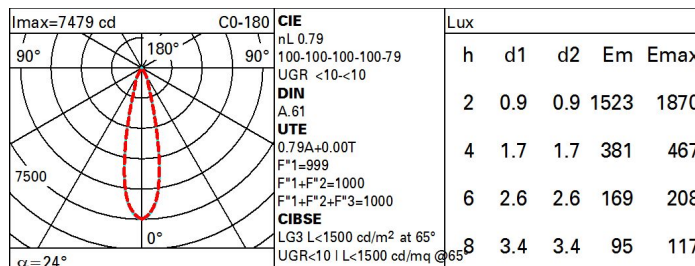 Imax=7479 cd C0-180
90° 180° 90°
7500
0°
α=24°
CIE
nL 0.79
100-100-100-100-79
UGR <10-<10
DIN
A.61
UTE
0.79A+0.00T
F"1=999
F"1+F"2=1000
F"1+F"2+F"3=1000
CIBSE
LG3 L<1500 cd/m² at 65°
UGR<10 | L<1500 cd/mq @65°
Lux
h d1 d2 Em Emax
2 0.9 0.9 1523 1870
4 1.7 1.7 381 467
6 2.6 2.6 169 208
8 3.4 3.4 95 117